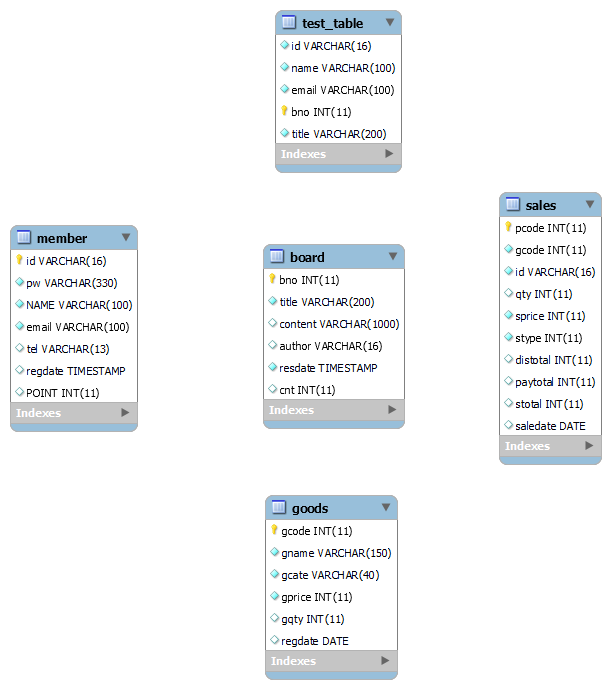 test_table
id VARCHAR(16)
name VARCHAR(100)
email VARCHAR(100)
bno INT(11)
title VARCHAR(200)
Indexes
member
id VARCHAR(16)
pw VARCHAR(330)
NAME VARCHAR(100)
email VARCHAR(100)
tel VARCHAR(13)
regdate TIMESTAMP
POINT INT(11)
Indexes
board
bno INT(11)
title VARCHAR(200)
content VARCHAR(1000)
author VARCHAR(16)
resdate TIMESTAMP
cnt INT(11)
Indexes
sales
pcode INT(11)
gcode INT(11)
id VARCHAR(16)
qty INT(11)
sprice INT(11)
stype INT(11)
distotal INT(11)
paytotal INT(11)
stotal INT(11)
saledate DATE
Indexes
goods
gcode INT(11)
gname VARCHAR(150)
gcate VARCHAR(40)
gprice INT(11)
gqty INT(11)
regdate DATE
Indexes